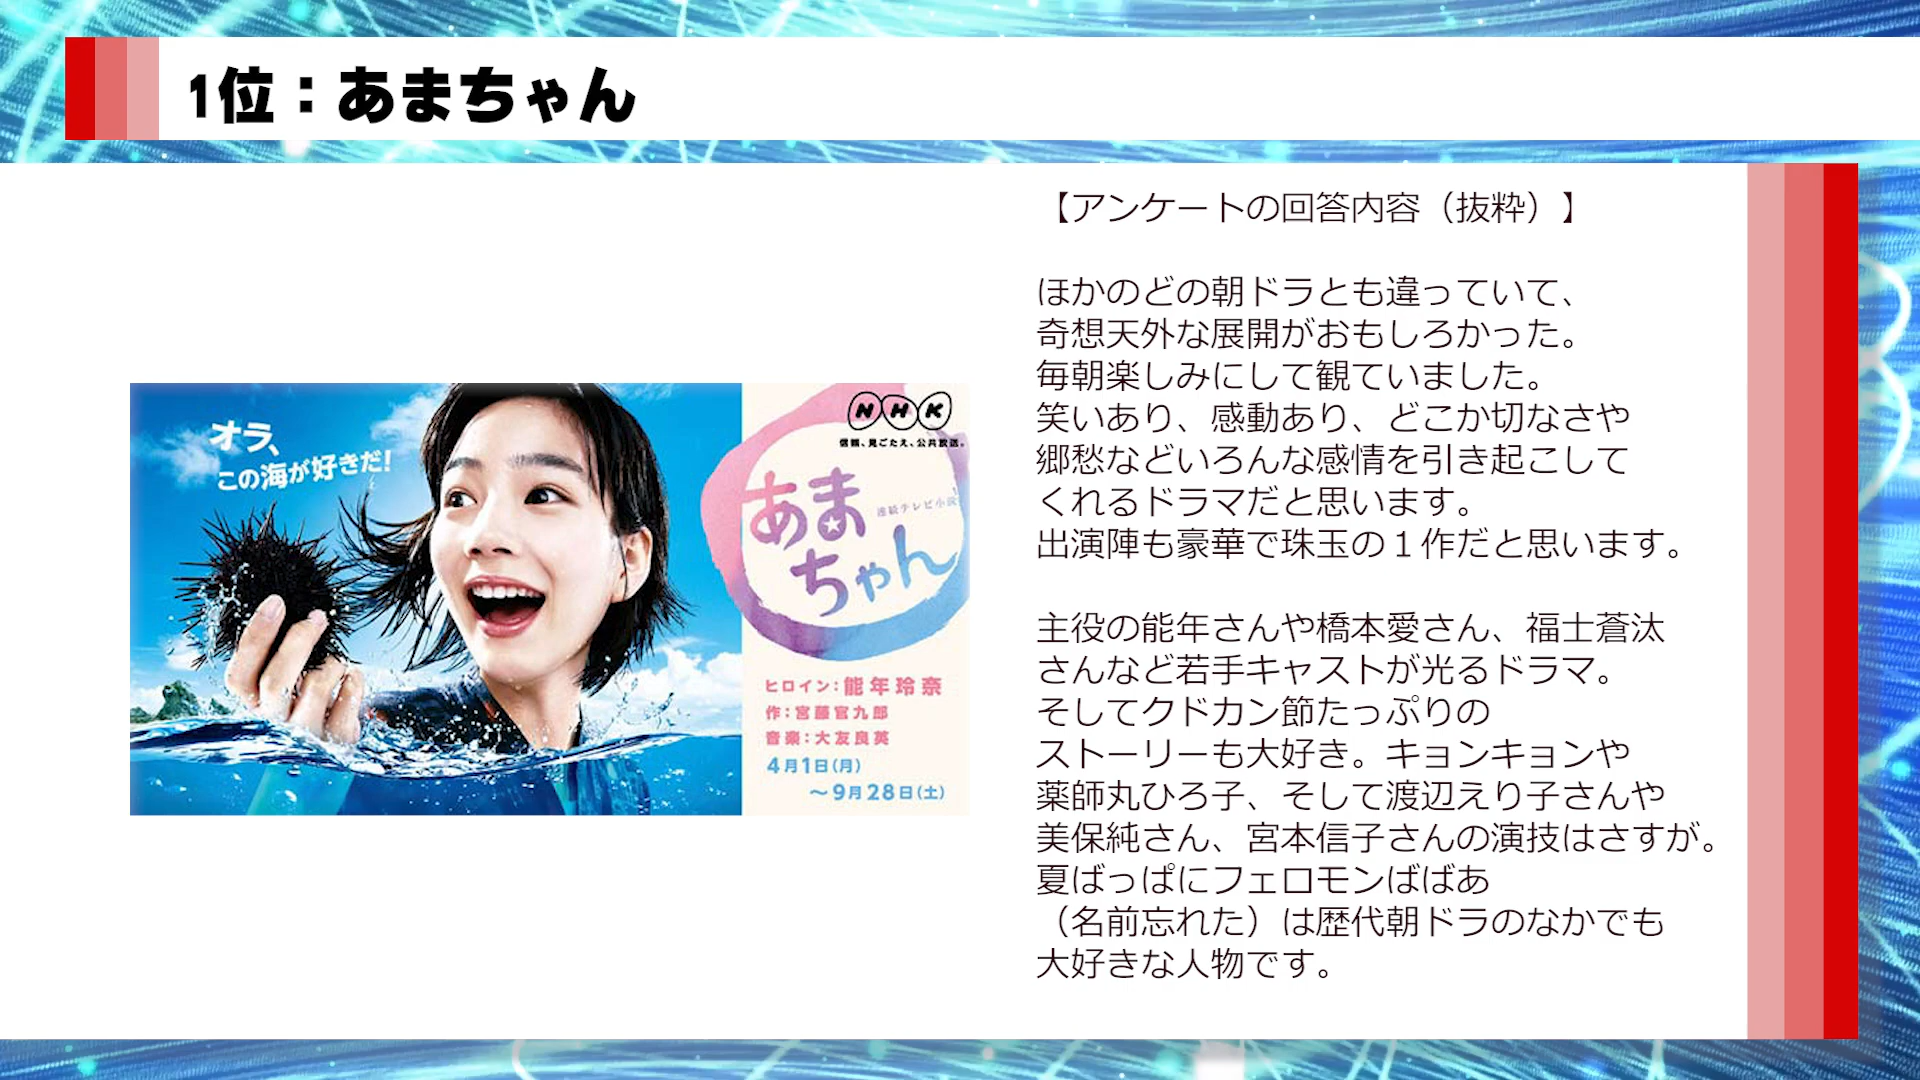 1位：あまちゃん
オラ、
この海が好きだ!
NHK
信頼、見ごたえ、公共放送。
連続テレビ小説
あま
ちゃん
ヒロイン:能年玲奈
作:宮藤官九郎
音楽:大友良英
4月1日(月)
～9月28日(土)
【アンケートの回答内容（抜粋）】
ほかのどの朝ドラとも違っていて、
奇想天外な展開がおもしろかった。
毎朝楽しみにして観ていました。
笑いあり、感動あり、どこか切なさや
郷愁などいろんな感情を引き起こして
くれるドラマだと思います。
出演陣も豪華で珠玉の１作だと思います。
主役の能年さんや橋本愛さん、福士蒼汰
さんなど若手キャストが光るドラマ。
そしてクドカン節たっぷりの
ストーリーも大好き。キョンキョンや
薬師丸ひろ子、そして渡辺えり子さんや
美保純さん、宮本信子さんの演技はさすが。
夏ばっぱにフェロモンばばあ
（名前忘れた）は歴代朝ドラのなかでも
大好きな人物です。